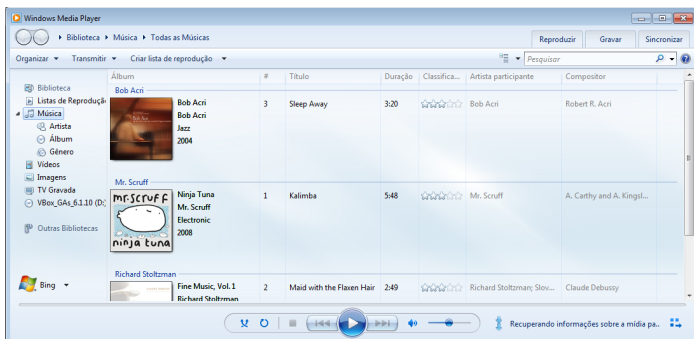 Windows Media Player
Biblioteca ▸ Música ▸ Todas as Músicas
Reproduzir Gravar Sincronizar
Organizar Transmitir Criar lista de reprodução
Pesquisar
Álbum # Título Duração Classifica... Artista participante Compositor
Biblioteca
Listas de Reproduçã
Música
Artista
Álbum
Gênero
Vídeos
Imagens
TV Gravada
VBox_GAs_6.1.10 (D:)
Outras Bibliotecas
Bing
Bob Acri
Bob Acri 3 Sleep Away 3:20 Bob Acri Robert R. Acri
Bob Acri
Jazz
2004
Mr. Scruff
mr.scruff
ninja tuna
Ninja Tuna 1 Kalimba 5:48 Mr. Scruff A. Carthy and A. Kingsl...
Mr. Scruff
Electronic
2008
Richard Stoltzman
Fine Music, Vol. 1 2 Maid with the Flaxen Hair 2:49 Richard Stoltzman; Slov... Claude Debussy
Richard Stoltzman
Recuperando informações sobre a mídia pa..